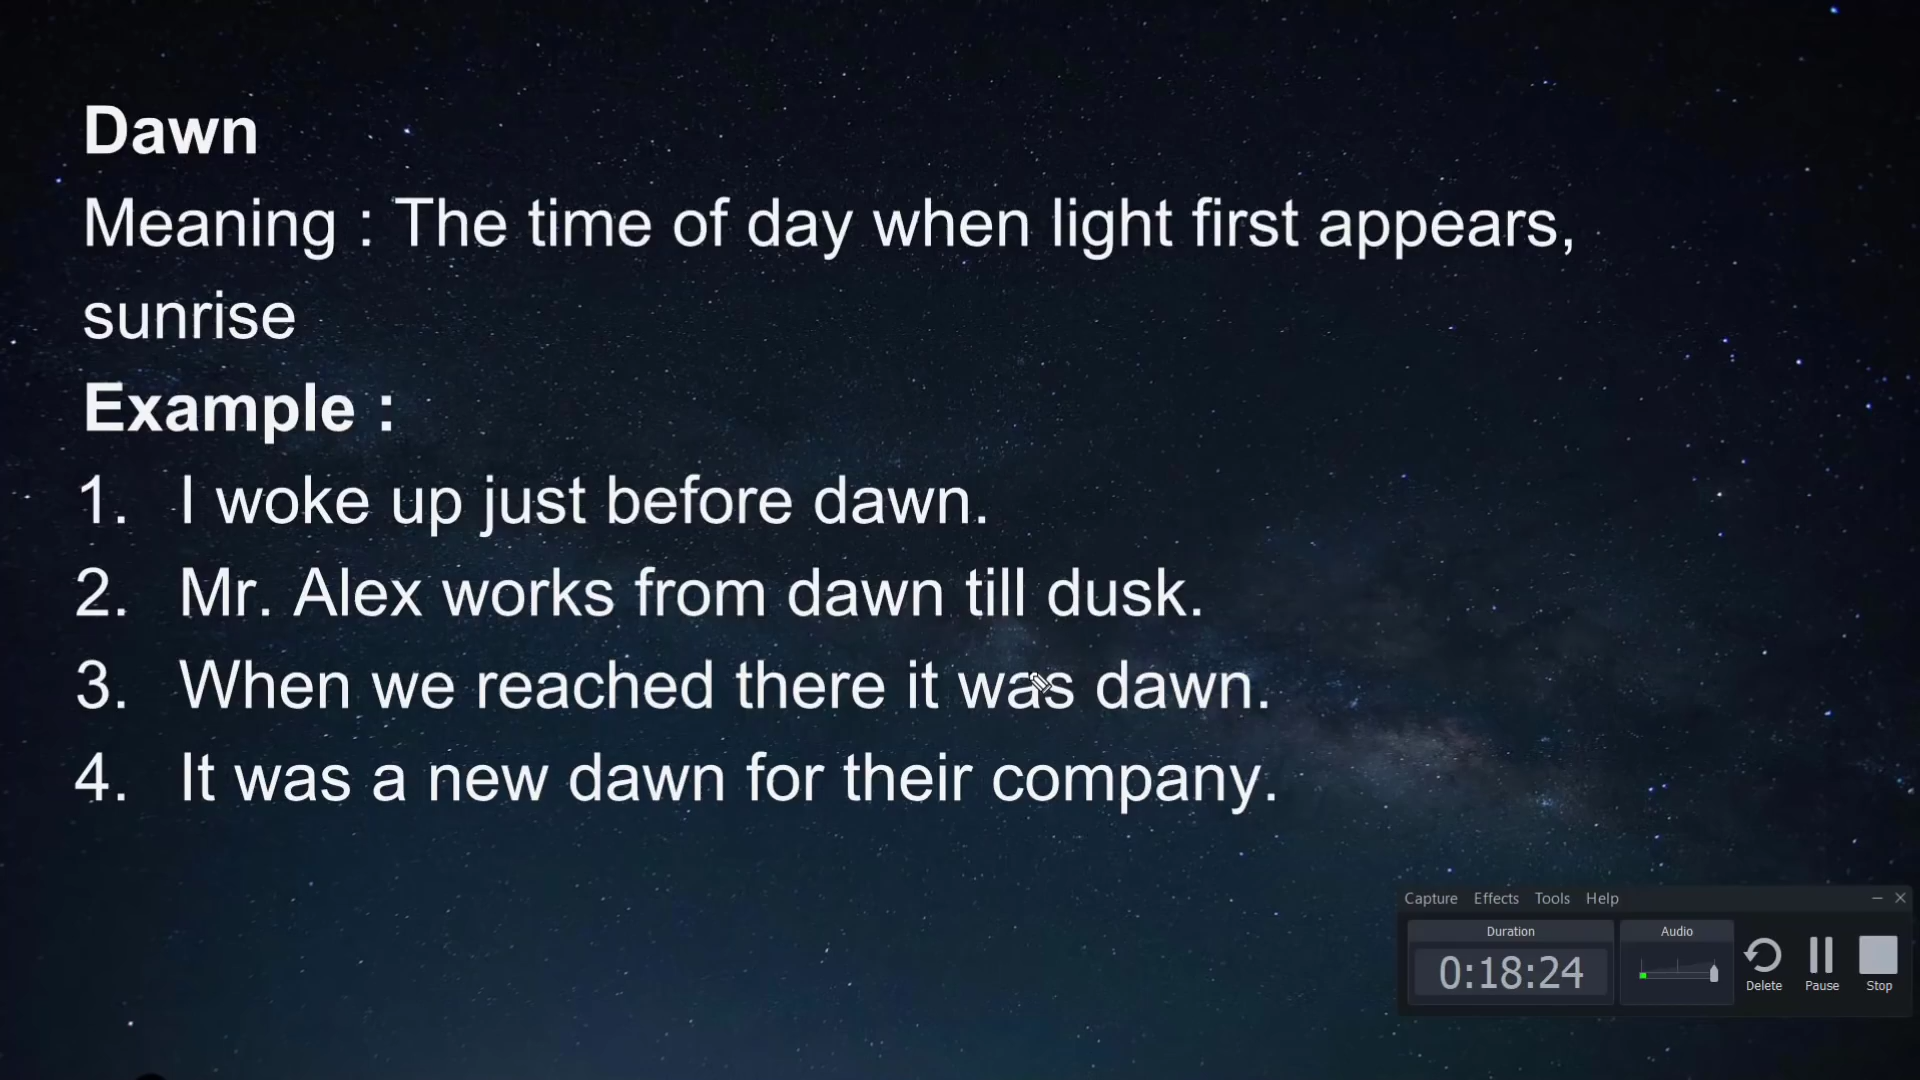 Dawn
Meaning : The time of day when light first appears,
sunrise
Example :
1. I woke up just before dawn.
2. Mr. Alex works from dawn till dusk.
3. When we reached there it was dawn.
4. It was a new dawn for their company.
Capture Effects Tools Help
Duration Audio
0:18:24
Delete Pause Stop